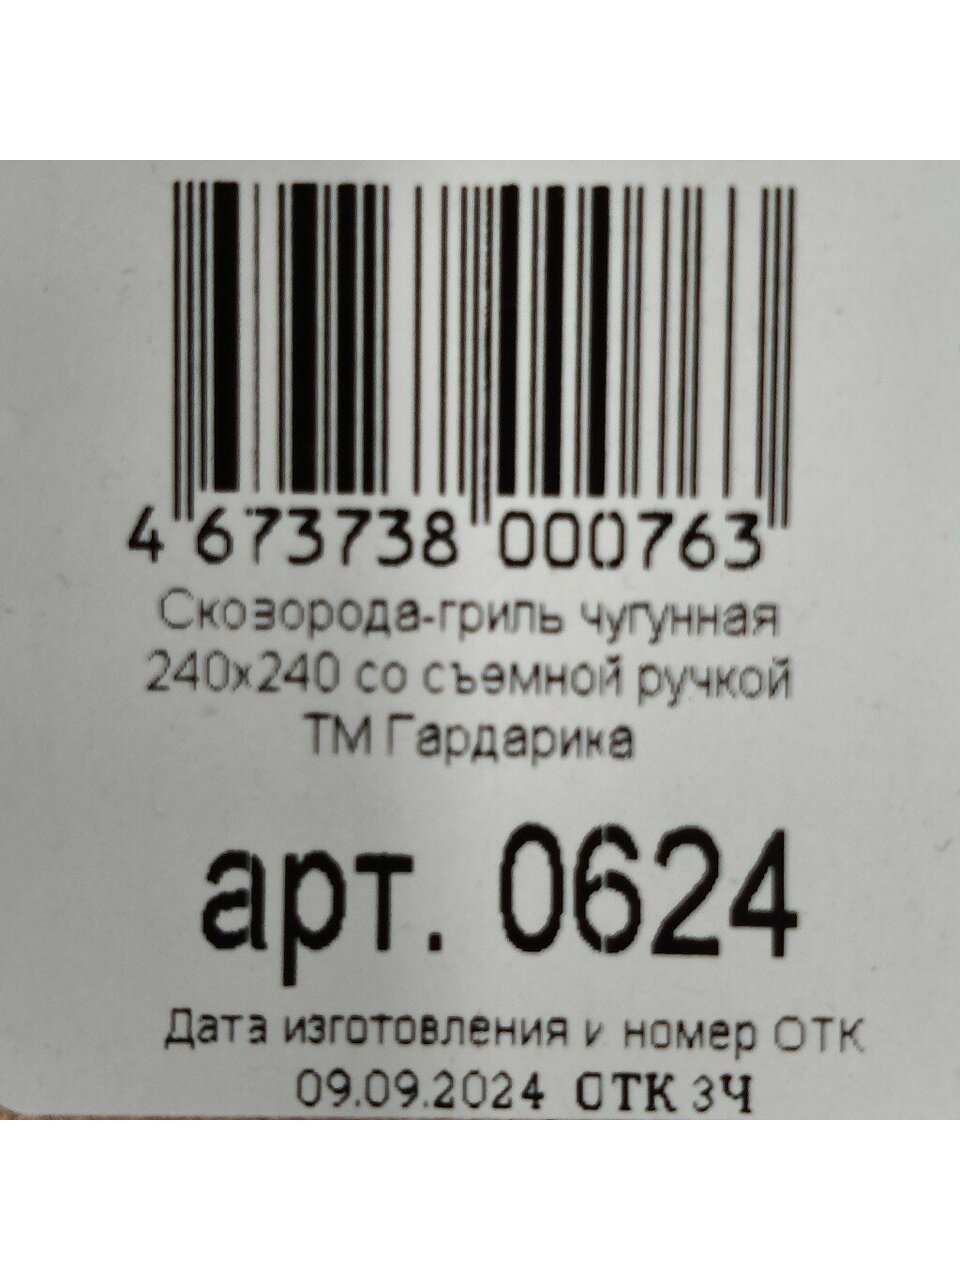 4 673738 000763
Сковорода-гриль чугунная
240х240 со съемной ручкой
ТМ Гардарика
арт. 0624
Дата изготовления и номер ОТК
09.09.2024 ОТК 3Ч